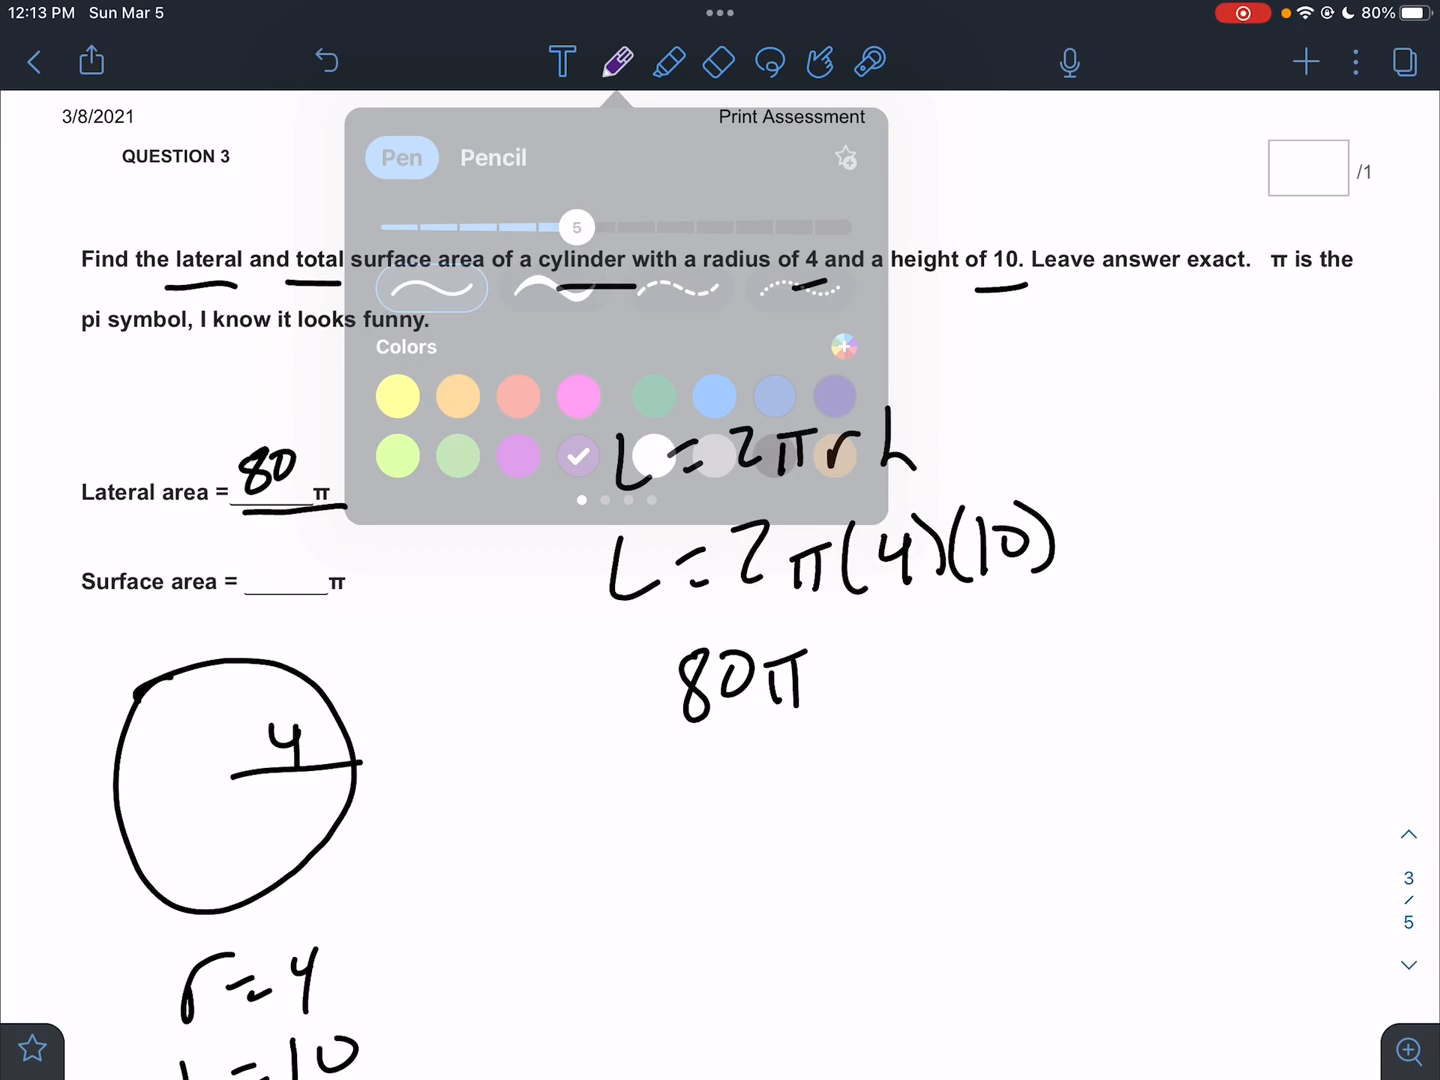 12:13 PM Sun Mar 5
80%
3/8/2021
Print Assessment
QUESTION 3
/1
Pen
Pencil
5
Find the lateral and total surface area of a cylinder with a radius of 4 and a height of 10. Leave answer exact. π is the
pi symbol, I know it looks funny.
Colors
L = 2πrh
Lateral area = 80 π
L = 2π(4)(10)
Surface area = ______π
80π
4
3
/
5
r = 4
h = 10